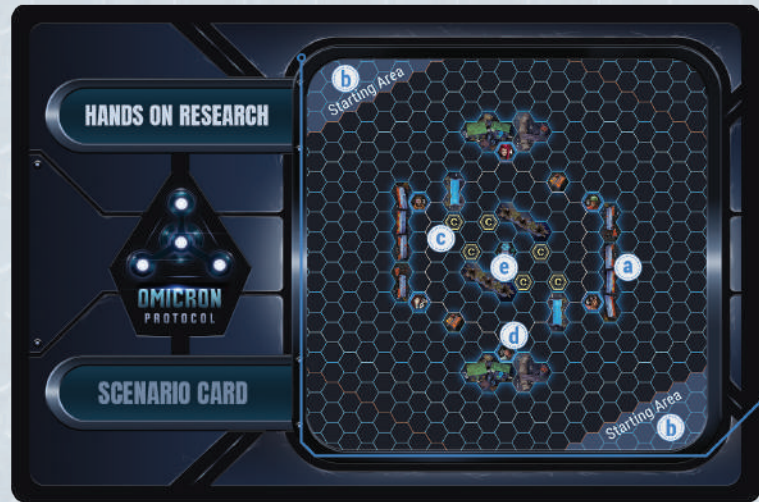 HANDS ON RESEARCH
OMICRON
PROTOCOL
SCENARIO CARD
b
Starting Area
C
C
c
C
e
C
a
C
C
d
Starting Area
b